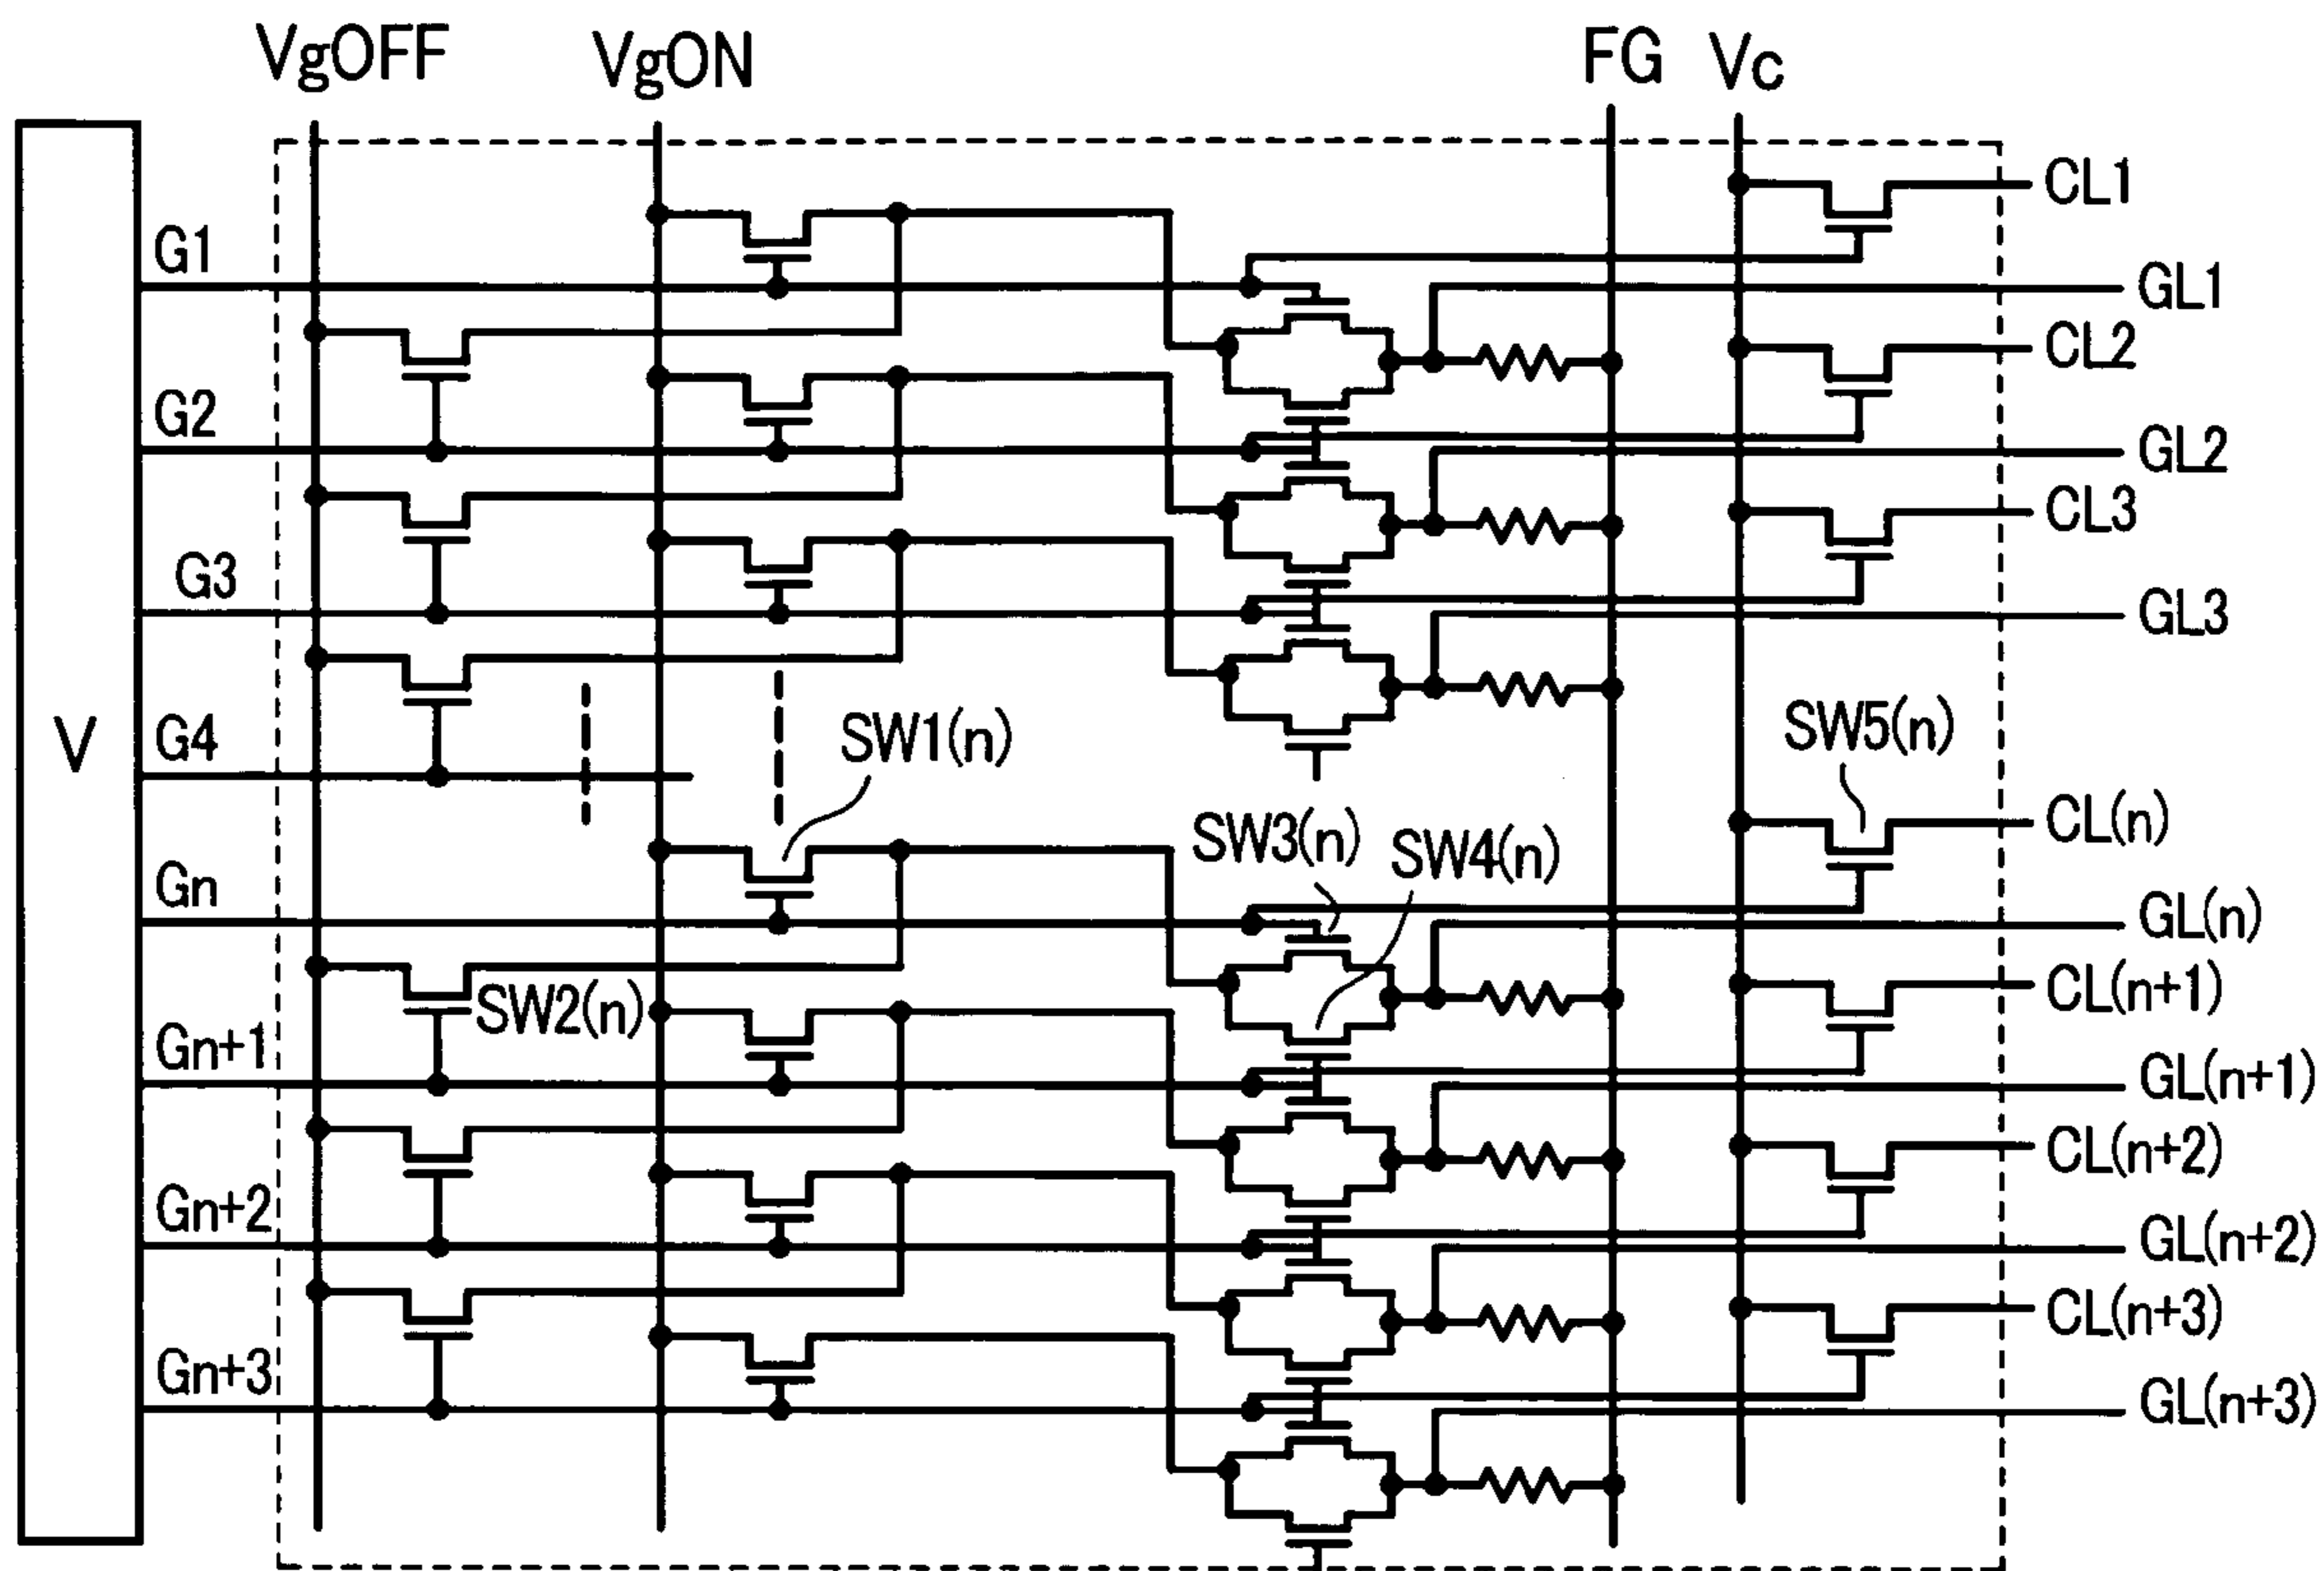 VgOFF VgON FG Vc
CL1
G1
GL1
CL2
G2
GL2
CL3
G3
GL3
V
G4
SW1(n)
SW5(n)
CL(n)
SW3(n)
SW4(n)
Gn
GL(n)
CL(n+1)
SW2(n)
Gn+1
GL(n+1)
CL(n+2)
Gn+2
GL(n+2)
CL(n+3)
Gn+3
GL(n+3)